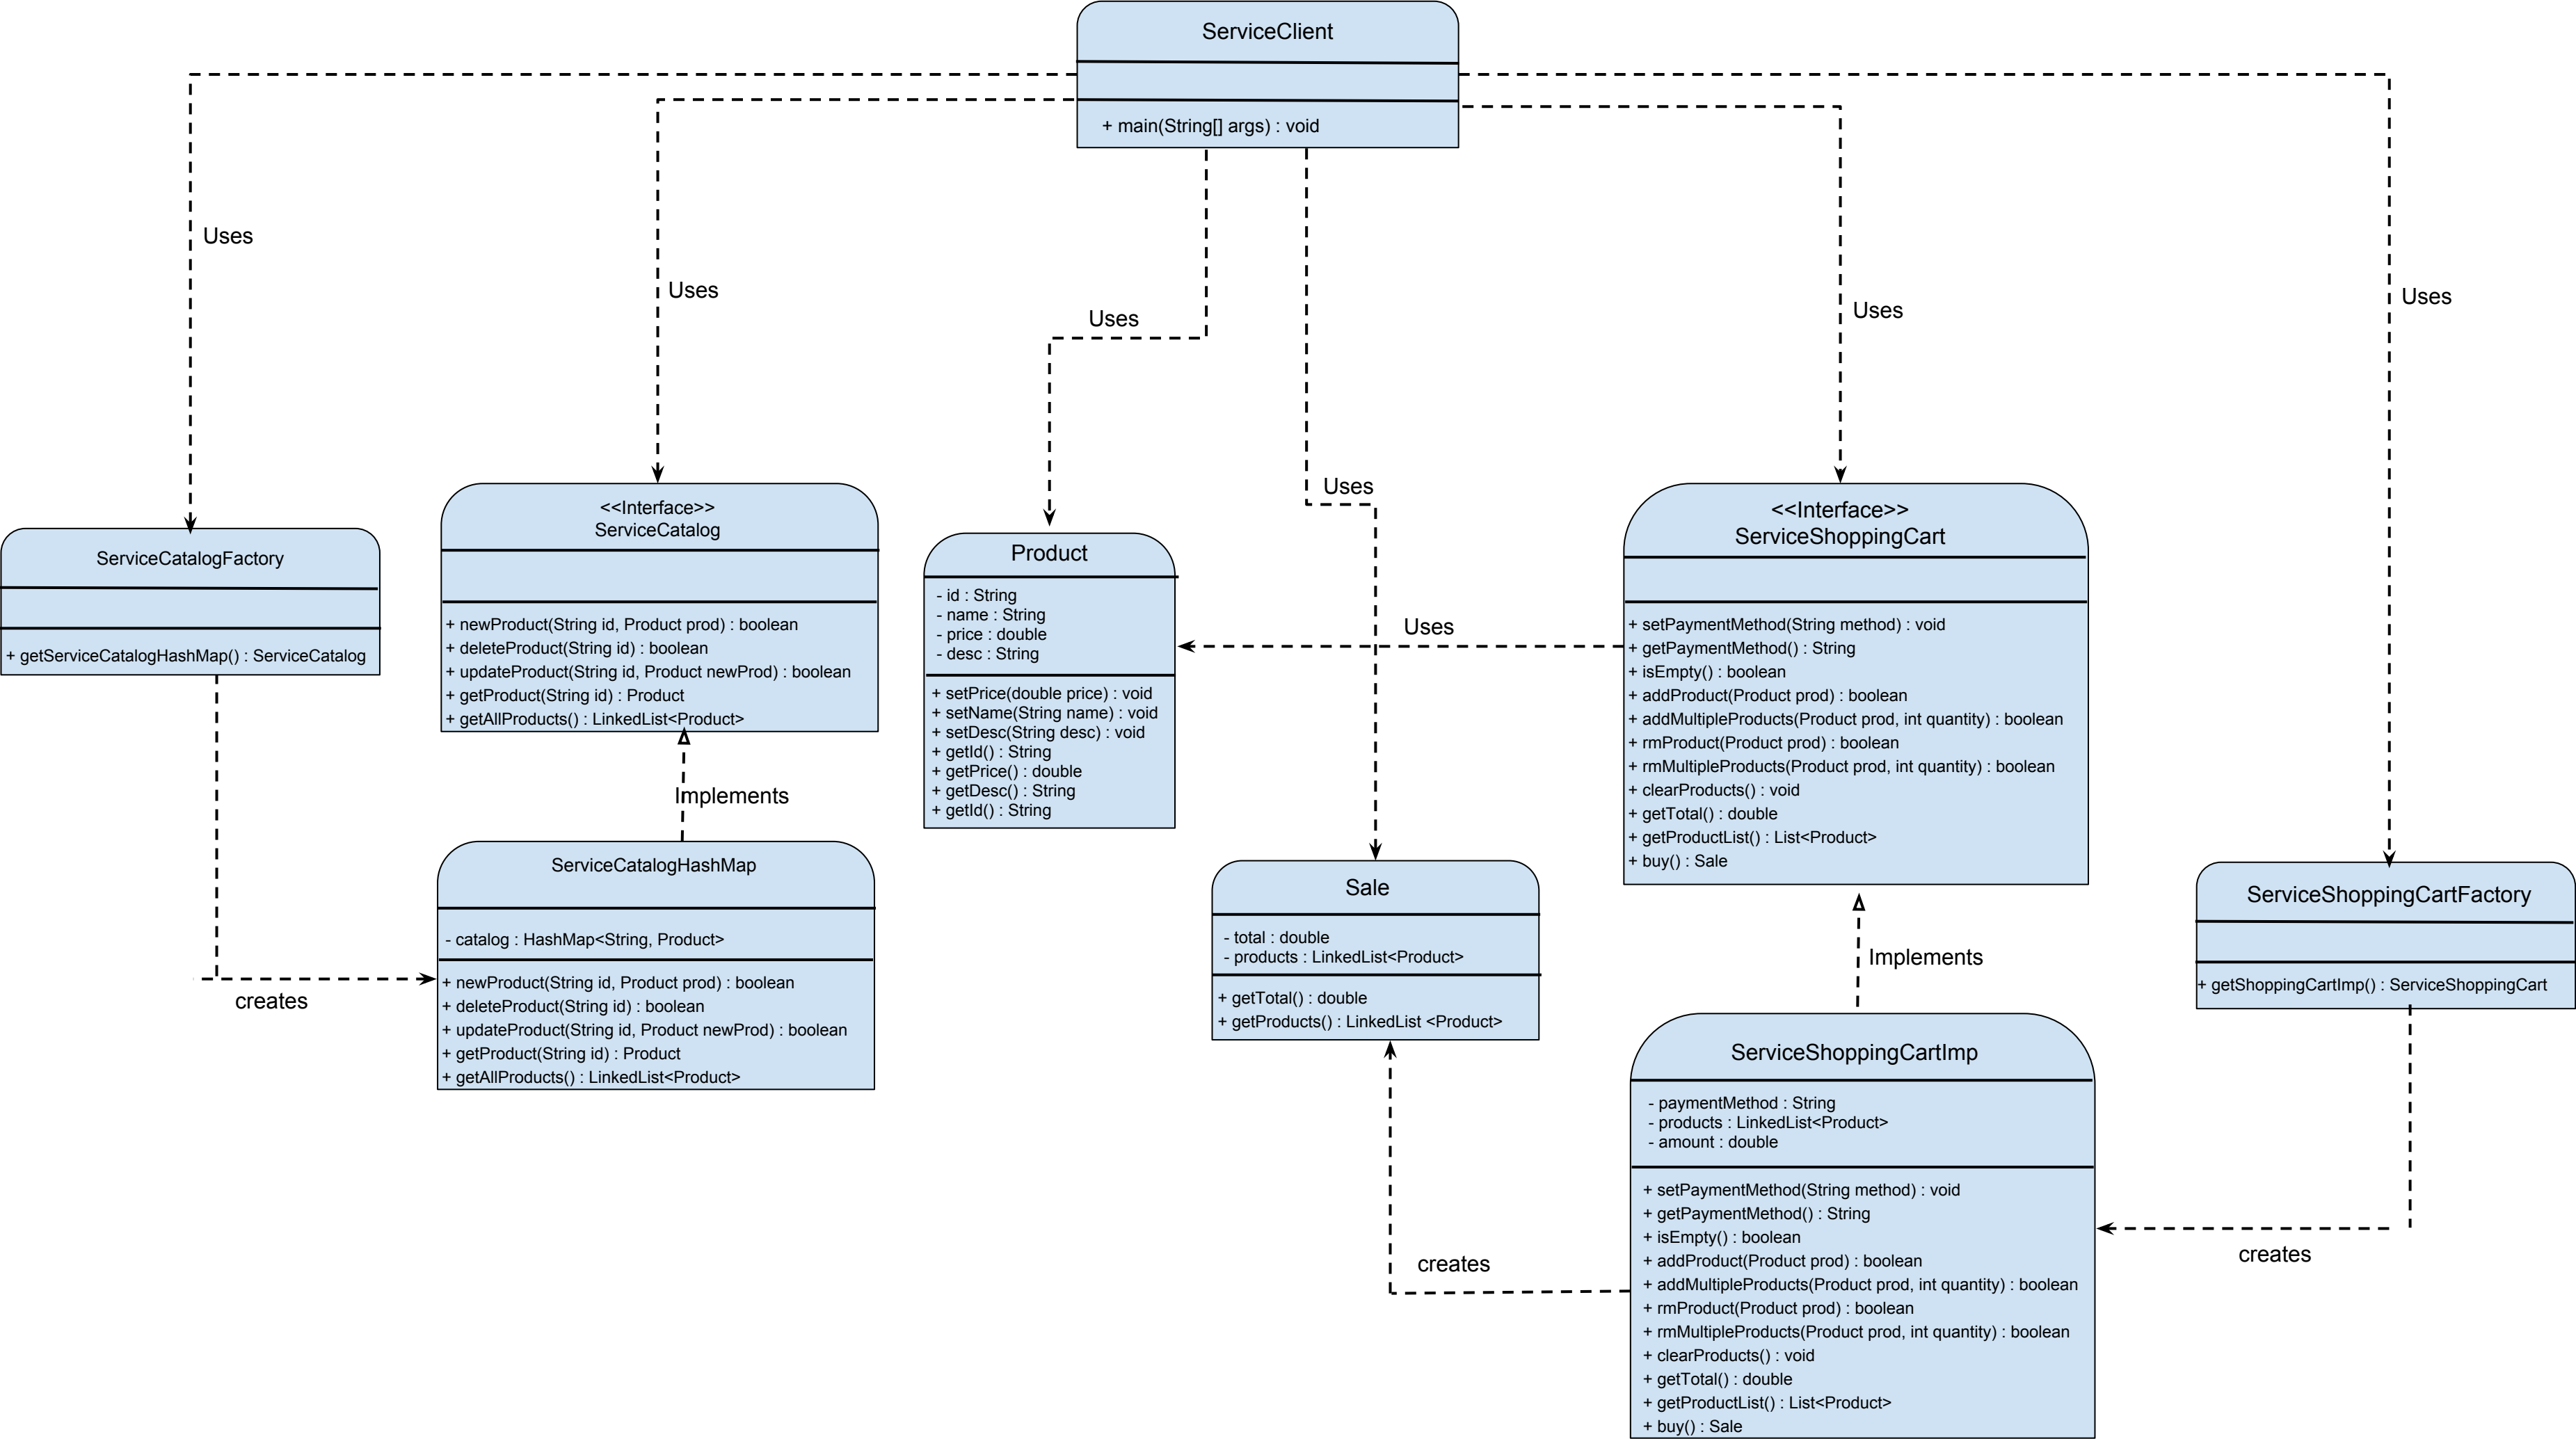 ServiceClient
+ main(String[] args) : void
Uses
Uses
Uses
Uses
Uses
Uses
ServiceCatalogFactory
+ getServiceCatalogHashMap() : ServiceCatalog
creates
<<Interface>>
ServiceCatalog
+ newProduct(String id, Product prod) : boolean
+ deleteProduct(String id) : boolean
+ updateProduct(String id, Product newProd) : boolean
+ getProduct(String id) : Product
+ getAllProducts() : LinkedList<Product>
Implements
ServiceCatalogHashMap
- catalog : HashMap<String, Product>
+ newProduct(String id, Product prod) : boolean
+ deleteProduct(String id) : boolean
+ updateProduct(String id, Product newProd) : boolean
+ getProduct(String id) : Product
+ getAllProducts() : LinkedList<Product>
Product
- id : String
- name : String
- price : double
- desc : String
+ setPrice(double price) : void
+ setName(String name) : void
+ setDesc(String desc) : void
+ getId() : String
+ getPrice() : double
+ getDesc() : String
+ getId() : String
Uses
Sale
- total : double
- products : LinkedList<Product>
+ getTotal() : double
+ getProducts() : LinkedList <Product>
creates
<<Interface>>
ServiceShoppingCart
+ setPaymentMethod(String method) : void
+ getPaymentMethod() : String
+ isEmpty() : boolean
+ addProduct(Product prod) : boolean
+ addMultipleProducts(Product prod, int quantity) : boolean
+ rmProduct(Product prod) : boolean
+ rmMultipleProducts(Product prod, int quantity) : boolean
+ clearProducts() : void
+ getTotal() : double
+ getProductList() : List<Product>
+ buy() : Sale
Implements
ServiceShoppingCartImp
- paymentMethod : String
- products : LinkedList<Product>
- amount : double
+ setPaymentMethod(String method) : void
+ getPaymentMethod() : String
+ isEmpty() : boolean
+ addProduct(Product prod) : boolean
+ addMultipleProducts(Product prod, int quantity) : boolean
+ rmProduct(Product prod) : boolean
+ rmMultipleProducts(Product prod, int quantity) : boolean
+ clearProducts() : void
+ getTotal() : double
+ getProductList() : List<Product>
+ buy() : Sale
ServiceShoppingCartFactory
+ getShoppingCartImp() : ServiceShoppingCart
creates